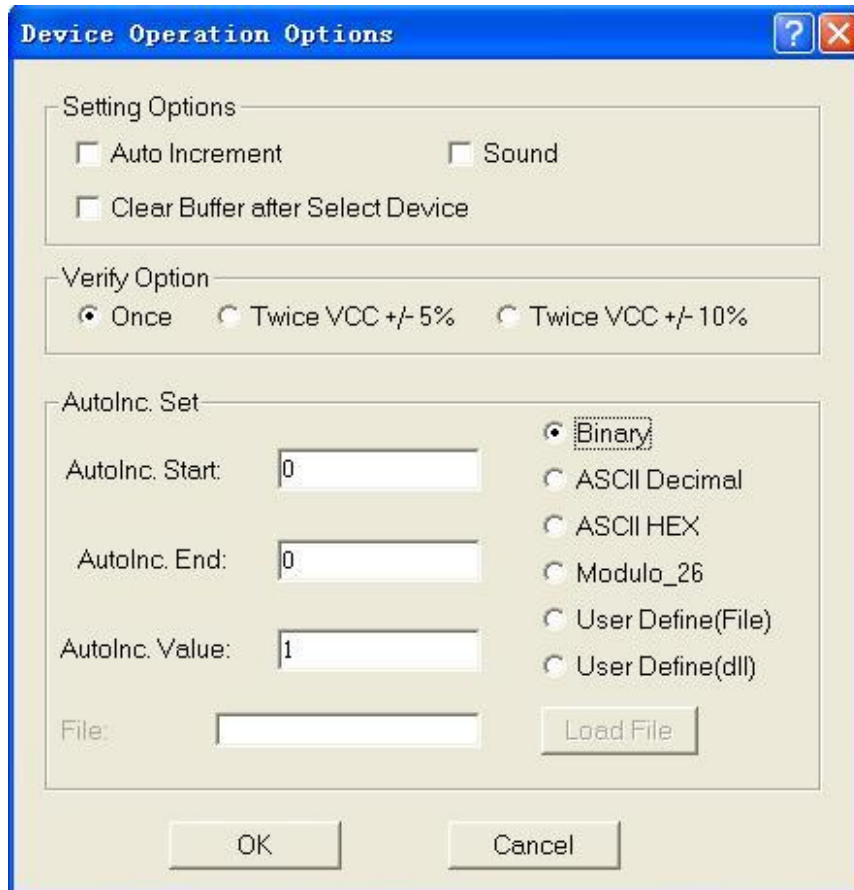 Device Operation Options
Setting Options
Auto Increment Sound
Clear Buffer after Select Device
Verify Option
Once Twice VCC +/- 5% Twice VCC +/- 10%
AutoInc. Set
Binary
AutoInc. Start: 0
ASCII Decimal
ASCII HEX
AutoInc. End: 0
Modulo_26
User Define(File)
AutoInc. Value: 1
User Define(dll)
File: Load File
OK Cancel